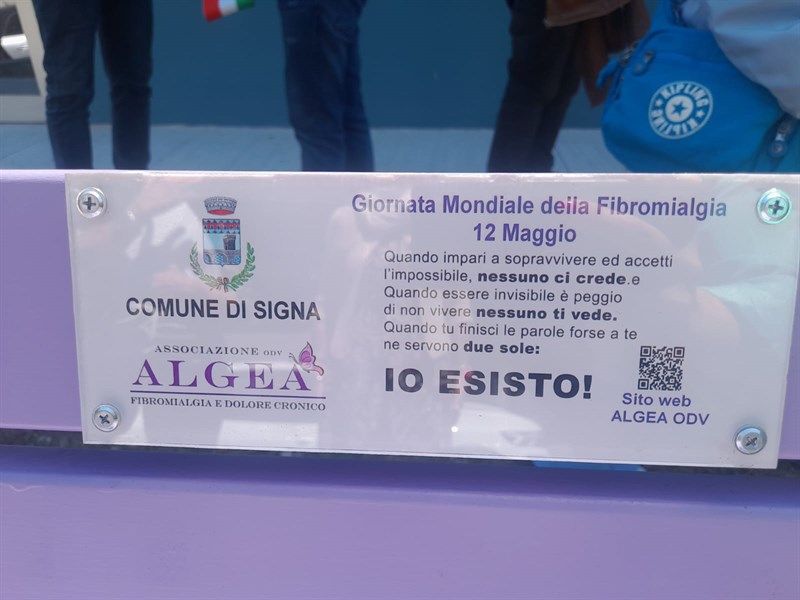 KIPLING
KIPLING
Giornata Mondiale della Fibromialgia
12 Maggio
Quando impari a sopravvivere ed accetti
l'impossibile, nessuno ci crede.e
Quando essere invisibile è peggio
di non vivere nessuno ti vede.
Quando tu finisci le parole forse a te
ne servono due sole:
IO ESISTO!
COMUNE DI SIGNA
ASSOCIAZIONE ODV
ALGEA
FIBROMIALGIA E DOLORE CRONICO
Sito web
ALGEA ODV